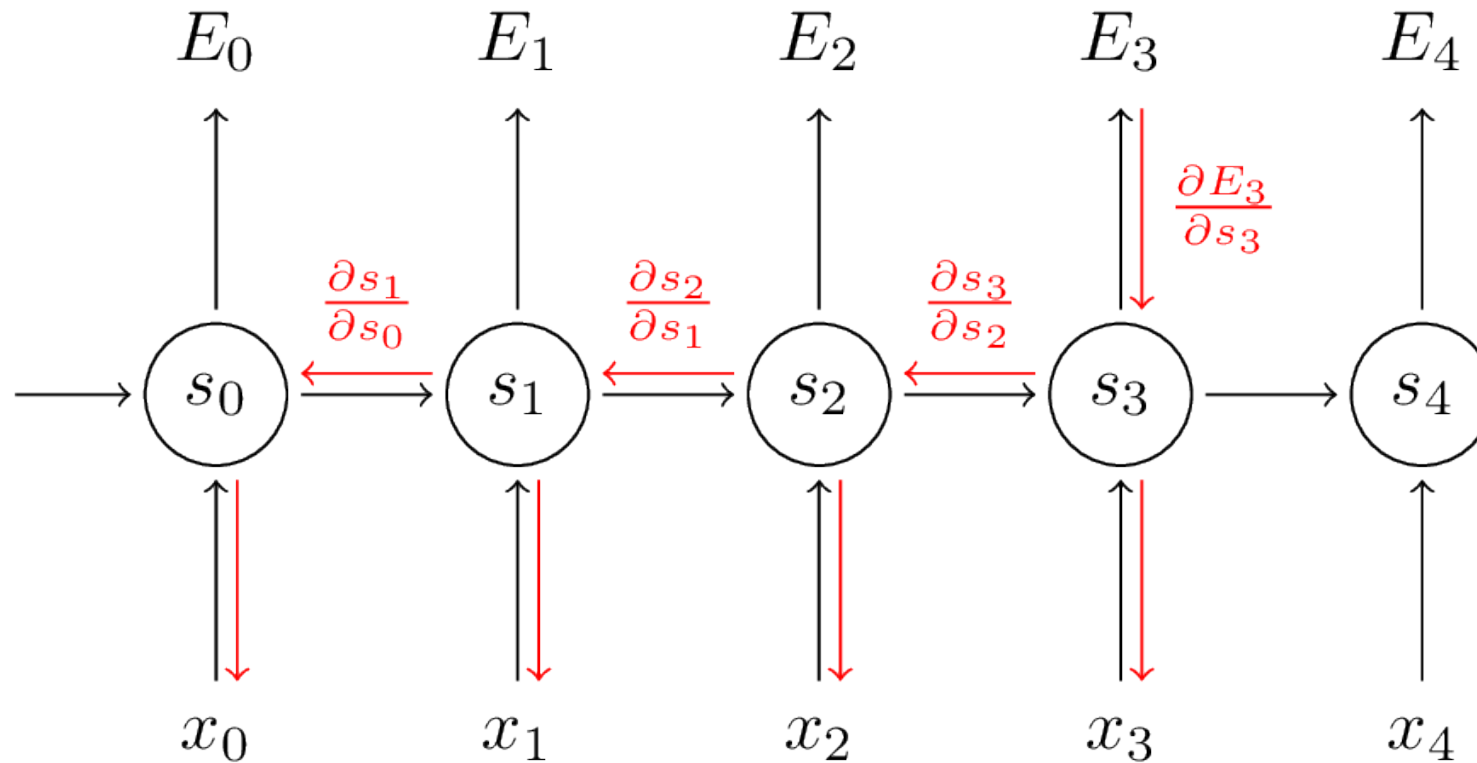 E₀ E₁ E₂ E₃ E₄
∂E₃/∂s₃
∂s₁/∂s₀ ∂s₂/∂s₁ ∂s₃/∂s₂
s₀ s₁ s₂ s₃ s₄
x₀ x₁ x₂ x₃ x₄